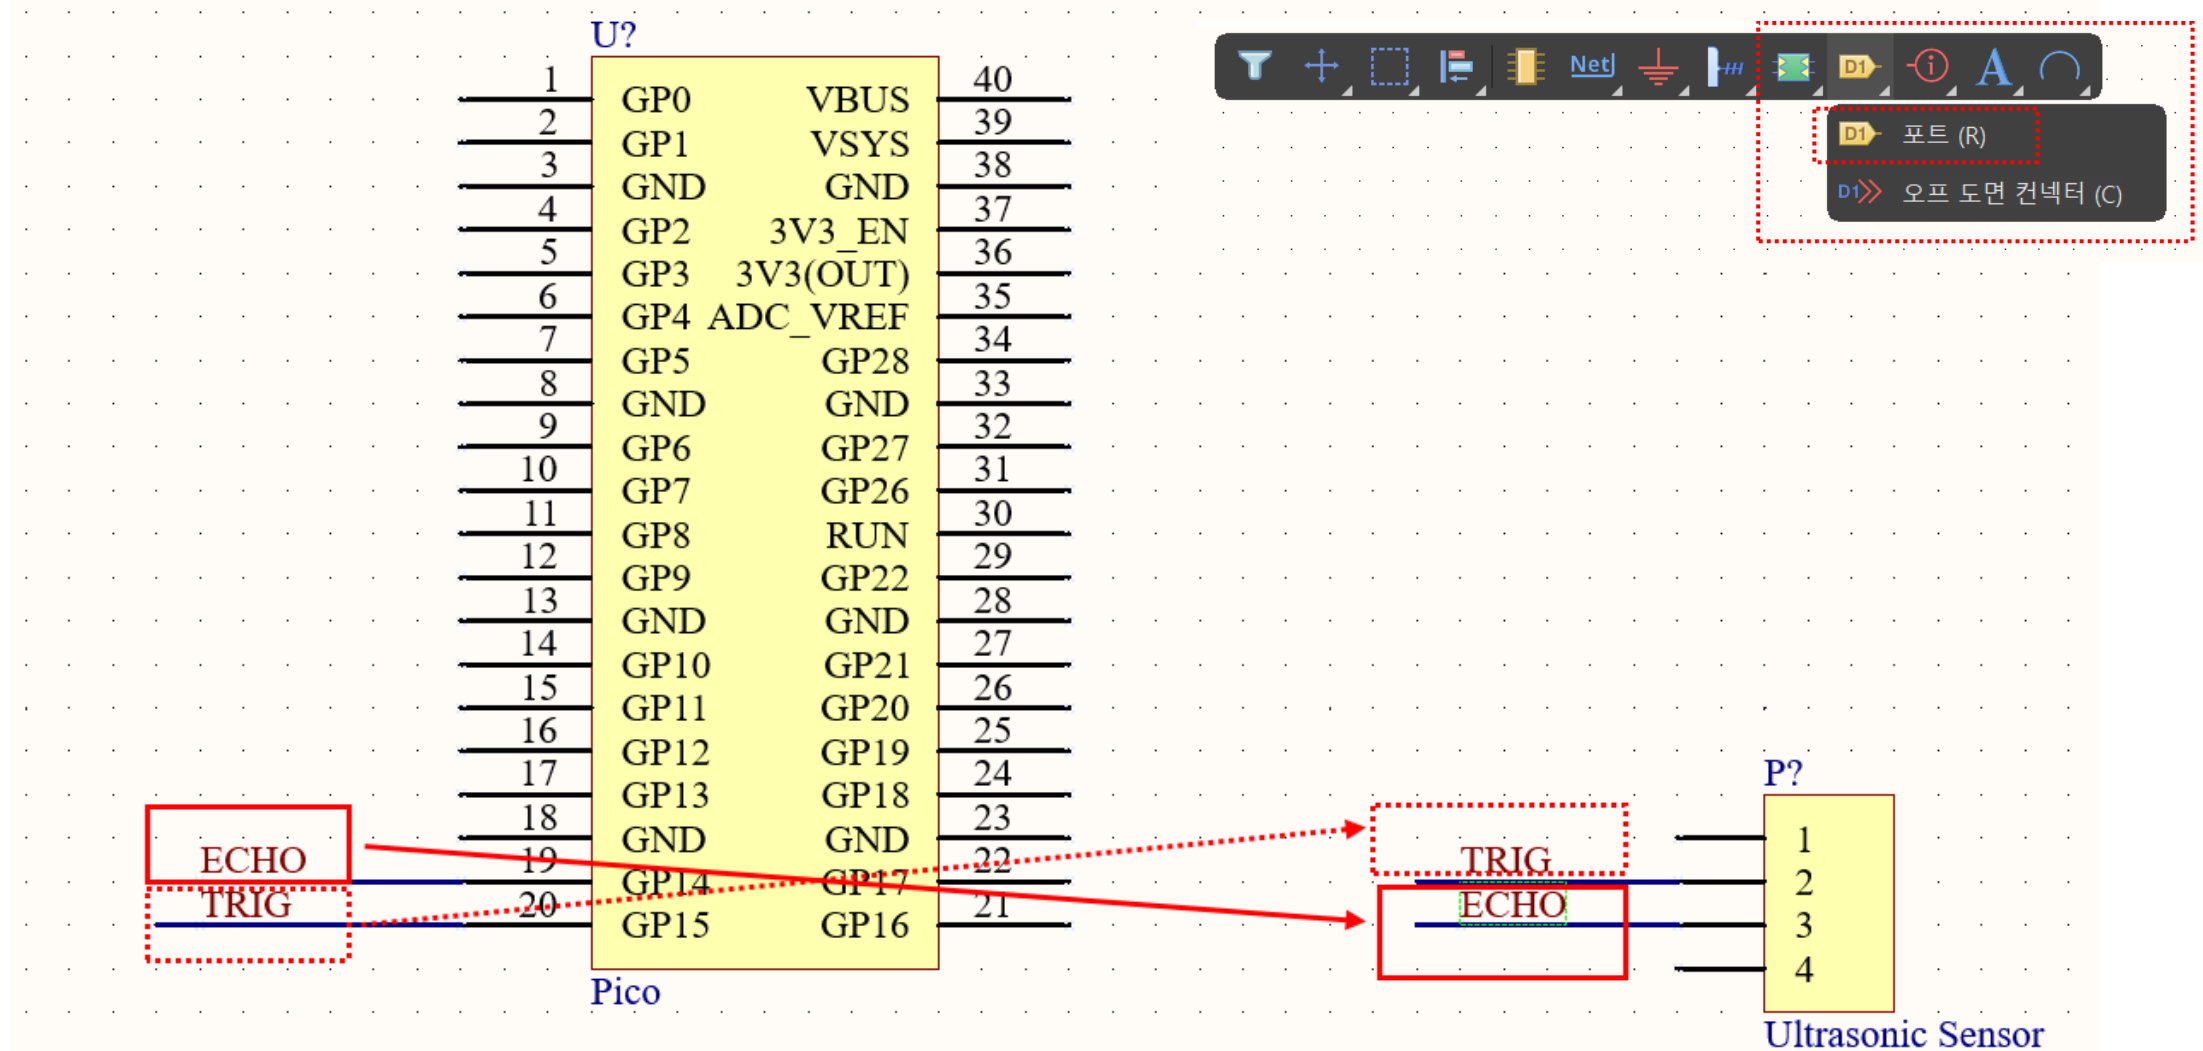 U?
Net
D1
A
D1 포트 (R)
D1 오프 도면 컨넥터 (C)
1 GP0 VBUS 40
2 GP1 VSYS 39
3 GND GND 38
4 GP2 3V3_EN 37
5 GP3 3V3(OUT) 36
6 GP4 ADC_VREF 35
7 GP5 GP28 34
8 GND GND 33
9 GP6 GP27 32
10 GP7 GP26 31
11 GP8 RUN 30
12 GP9 GP22 29
13 GND GND 28
14 GP10 GP21 27
15 GP11 GP20 26
16 GP12 GP19 25
17 GP13 GP18 24
18 GND GND 23
ECHO 19 GP14 GP17 22
TRIG 20 GP15 GP16 21
Pico
P?
1
TRIG 2
ECHO 3
4
Ultrasonic Sensor